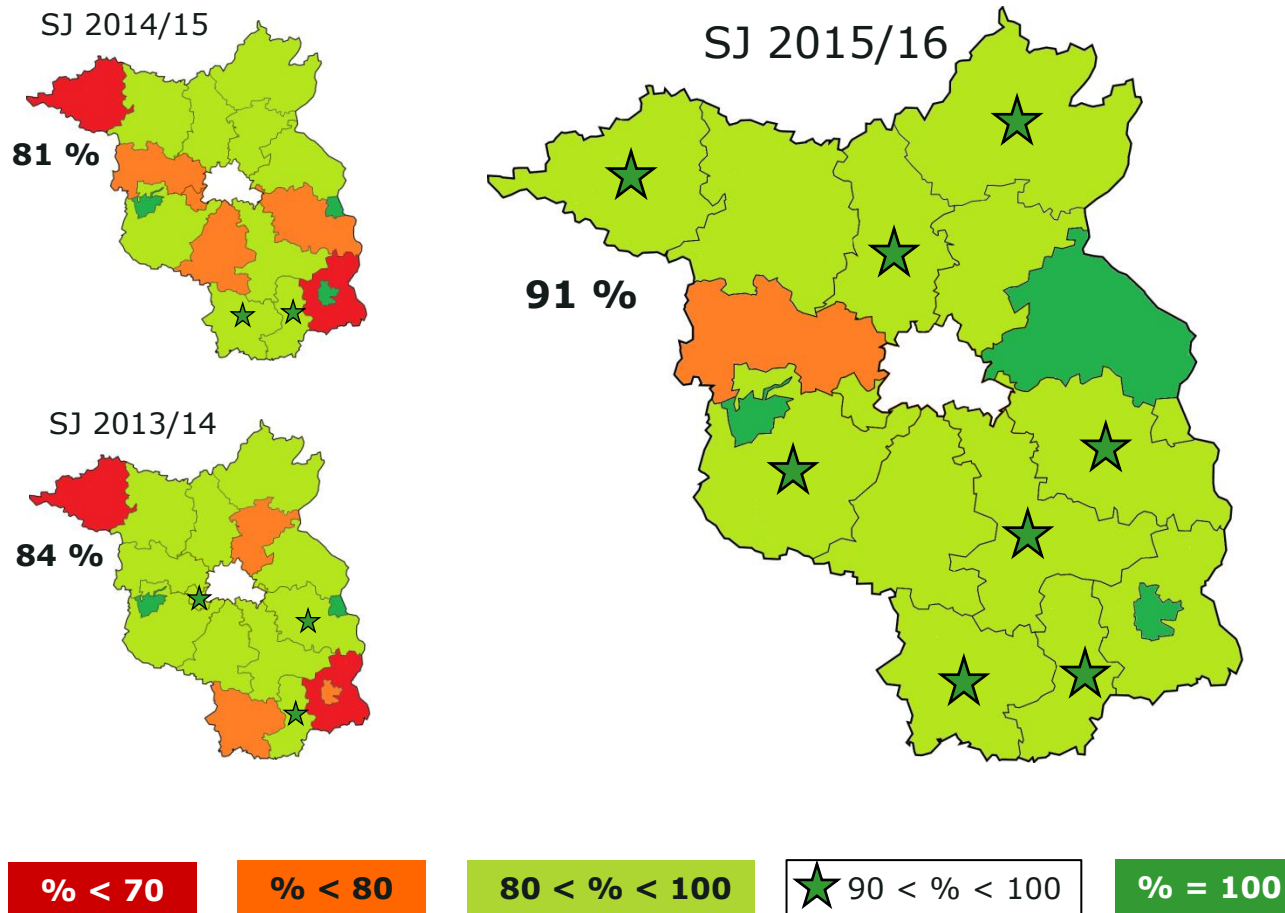 SJ 2014/15
81 %
SJ 2013/14
84 %
SJ 2015/16
91 %
% < 70
% < 80
80 < % < 100
90 < % < 100
% = 100